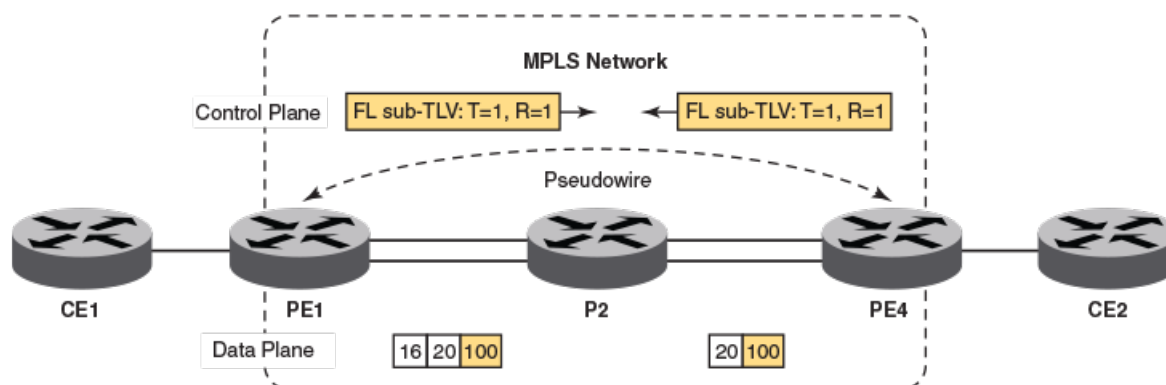 MPLS Network
Control Plane
FL sub-TLV: T=1, R=1
FL sub-TLV: T=1, R=1
Pseudowire
CE1
PE1
P2
PE4
CE2
Data Plane
16 20 100
20 100